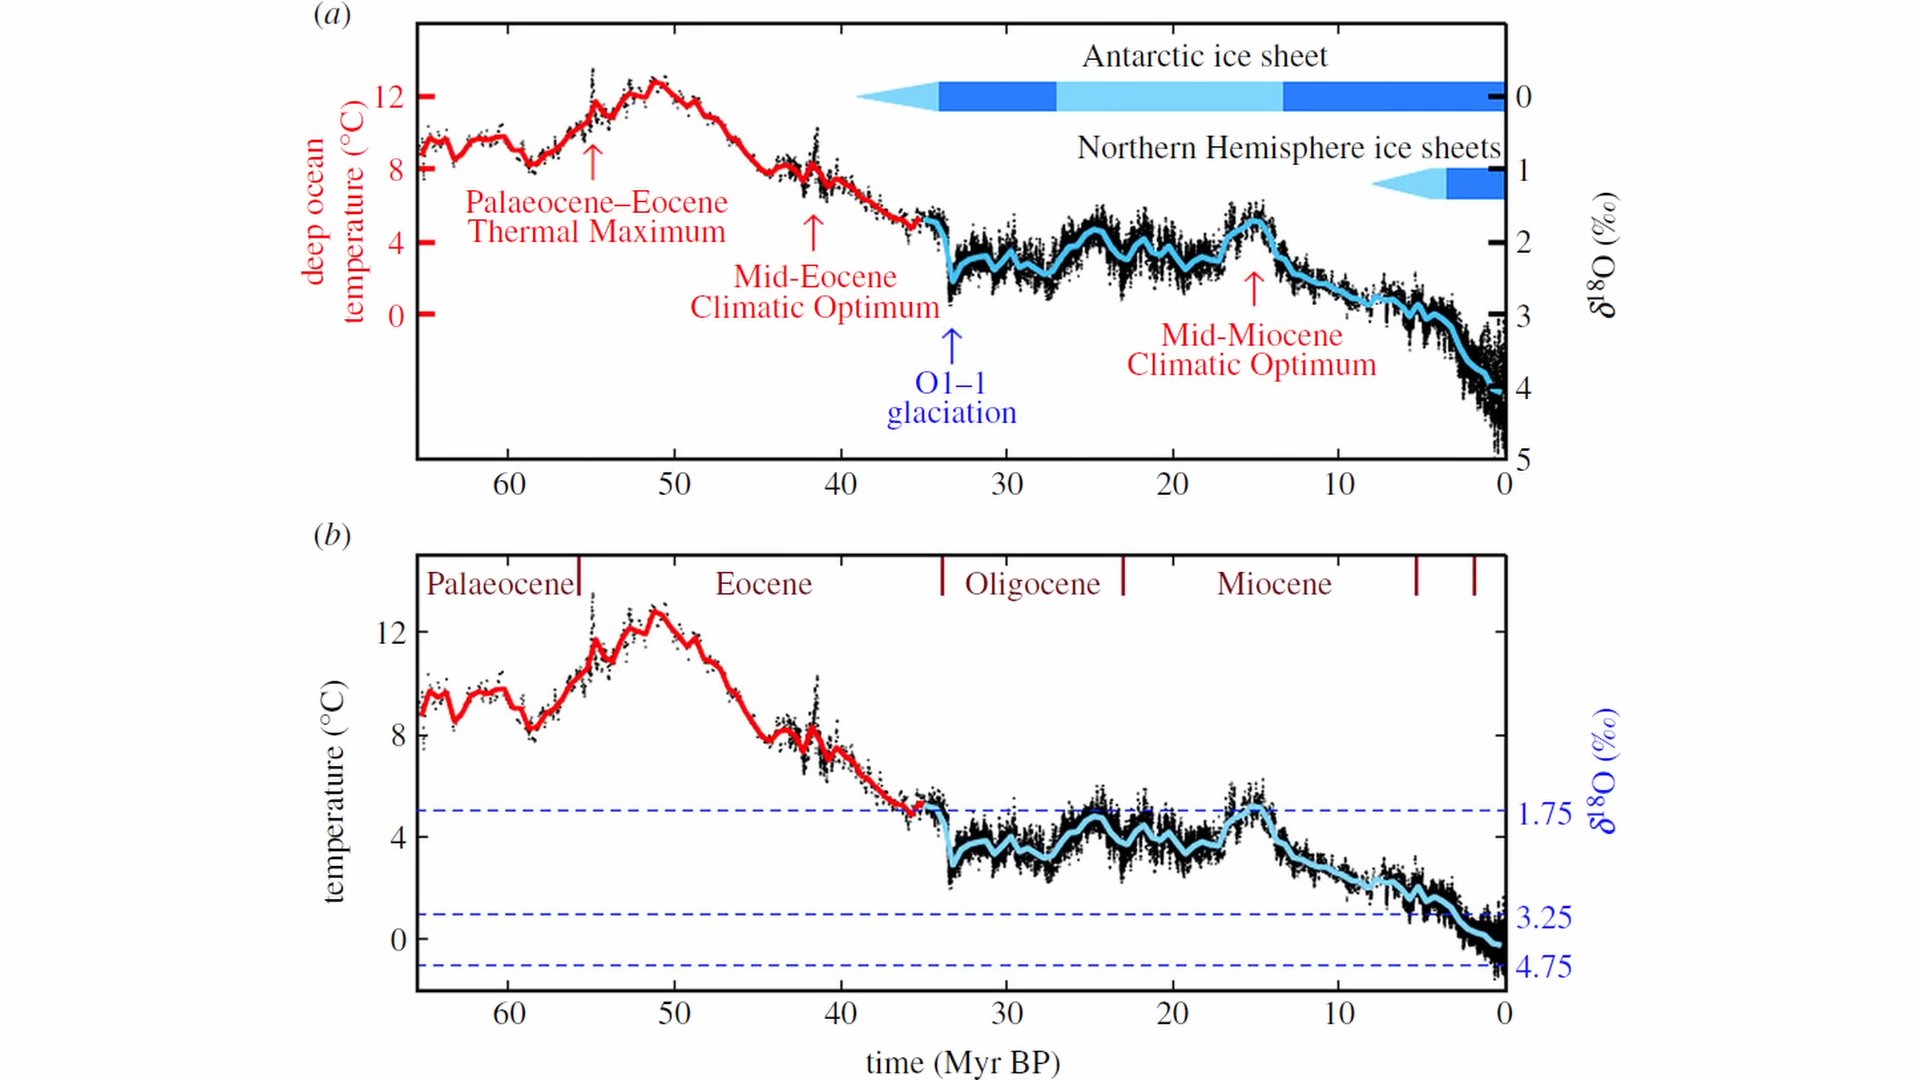 (a)
Antarctic ice sheet
12
0
Northern Hemisphere ice sheets
8
1
deep ocean
temperature (°C)
Palaeocene–Eocene
Thermal Maximum
4
2
δ¹⁸O (‰)
Mid-Eocene
Climatic Optimum
0
3
Mid-Miocene
Climatic Optimum
O1–1
glaciation
4
5
60
50
40
30
20
10
0
(b)
Palaeocene
Eocene
Oligocene
Miocene
12
8
temperature (°C)
δ¹⁸O (‰)
1.75
4
3.25
0
4.75
60
50
40
30
20
10
0
time (Myr BP)